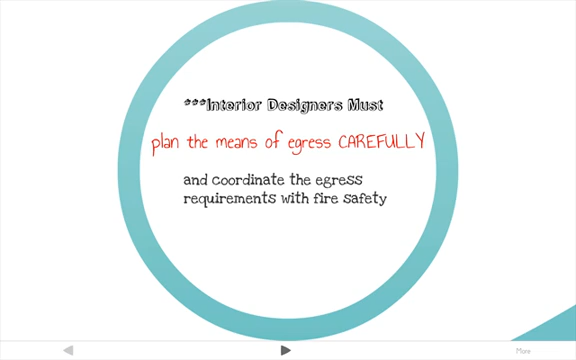 ***Interior Designers Must
plan the means of egress CAREFULLY
and coordinate the egress
requirements with fire safety
More